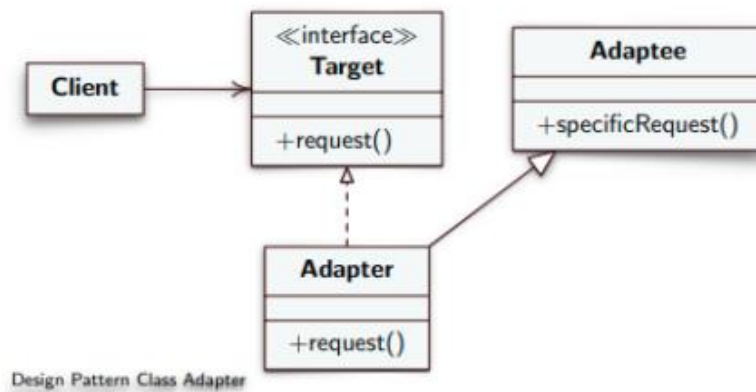 ≪interface≫
Target
+request()
Client
Adaptee
+specificRequest()
Adapter
+request()
Design Pattern Class Adapter